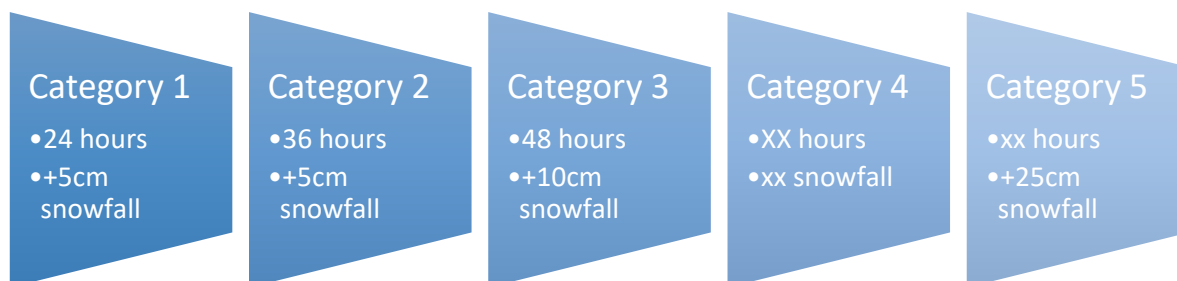 Category 1
•24 hours
•+5cm
snowfall
Category 2
•36 hours
•+5cm
snowfall
Category 3
•48 hours
•+10cm
snowfall
Category 4
•XX hours
•xx snowfall
Category 5
•xx hours
•+25cm
snowfall